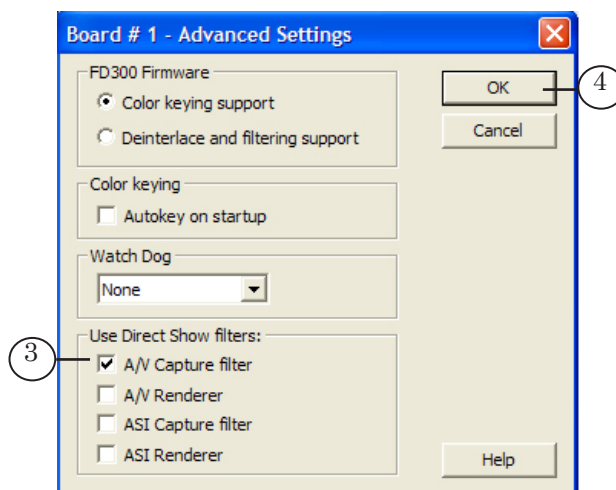 Board # 1 - Advanced Settings
FD300 Firmware
Color keying support
Deinterlace and filtering support
OK
4
Cancel
Color keying
Autokey on startup
Watch Dog
None
Use Direct Show filters:
3
A/V Capture filter
A/V Renderer
ASI Capture filter
ASI Renderer
Help